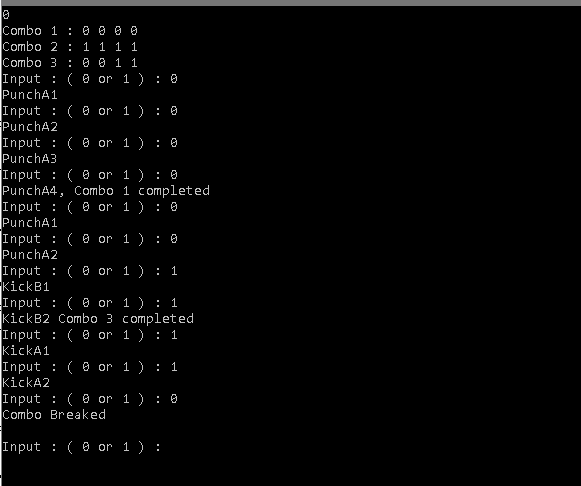 0
Combo 1 : 0 0 0 0
Combo 2 : 1 1 1 1
Combo 3 : 0 0 1 1
Input : ( 0 or 1 ) : 0
PunchA1
Input : ( 0 or 1 ) : 0
PunchA2
Input : ( 0 or 1 ) : 0
PunchA3
Input : ( 0 or 1 ) : 0
PunchA4, Combo 1 completed
Input : ( 0 or 1 ) : 0
PunchA1
Input : ( 0 or 1 ) : 0
PunchA2
Input : ( 0 or 1 ) : 1
KickB1
Input : ( 0 or 1 ) : 1
KickB2 Combo 3 completed
Input : ( 0 or 1 ) : 1
KickA1
Input : ( 0 or 1 ) : 1
KickA2
Input : ( 0 or 1 ) : 0
Combo Breaked
Input : ( 0 or 1 ) :